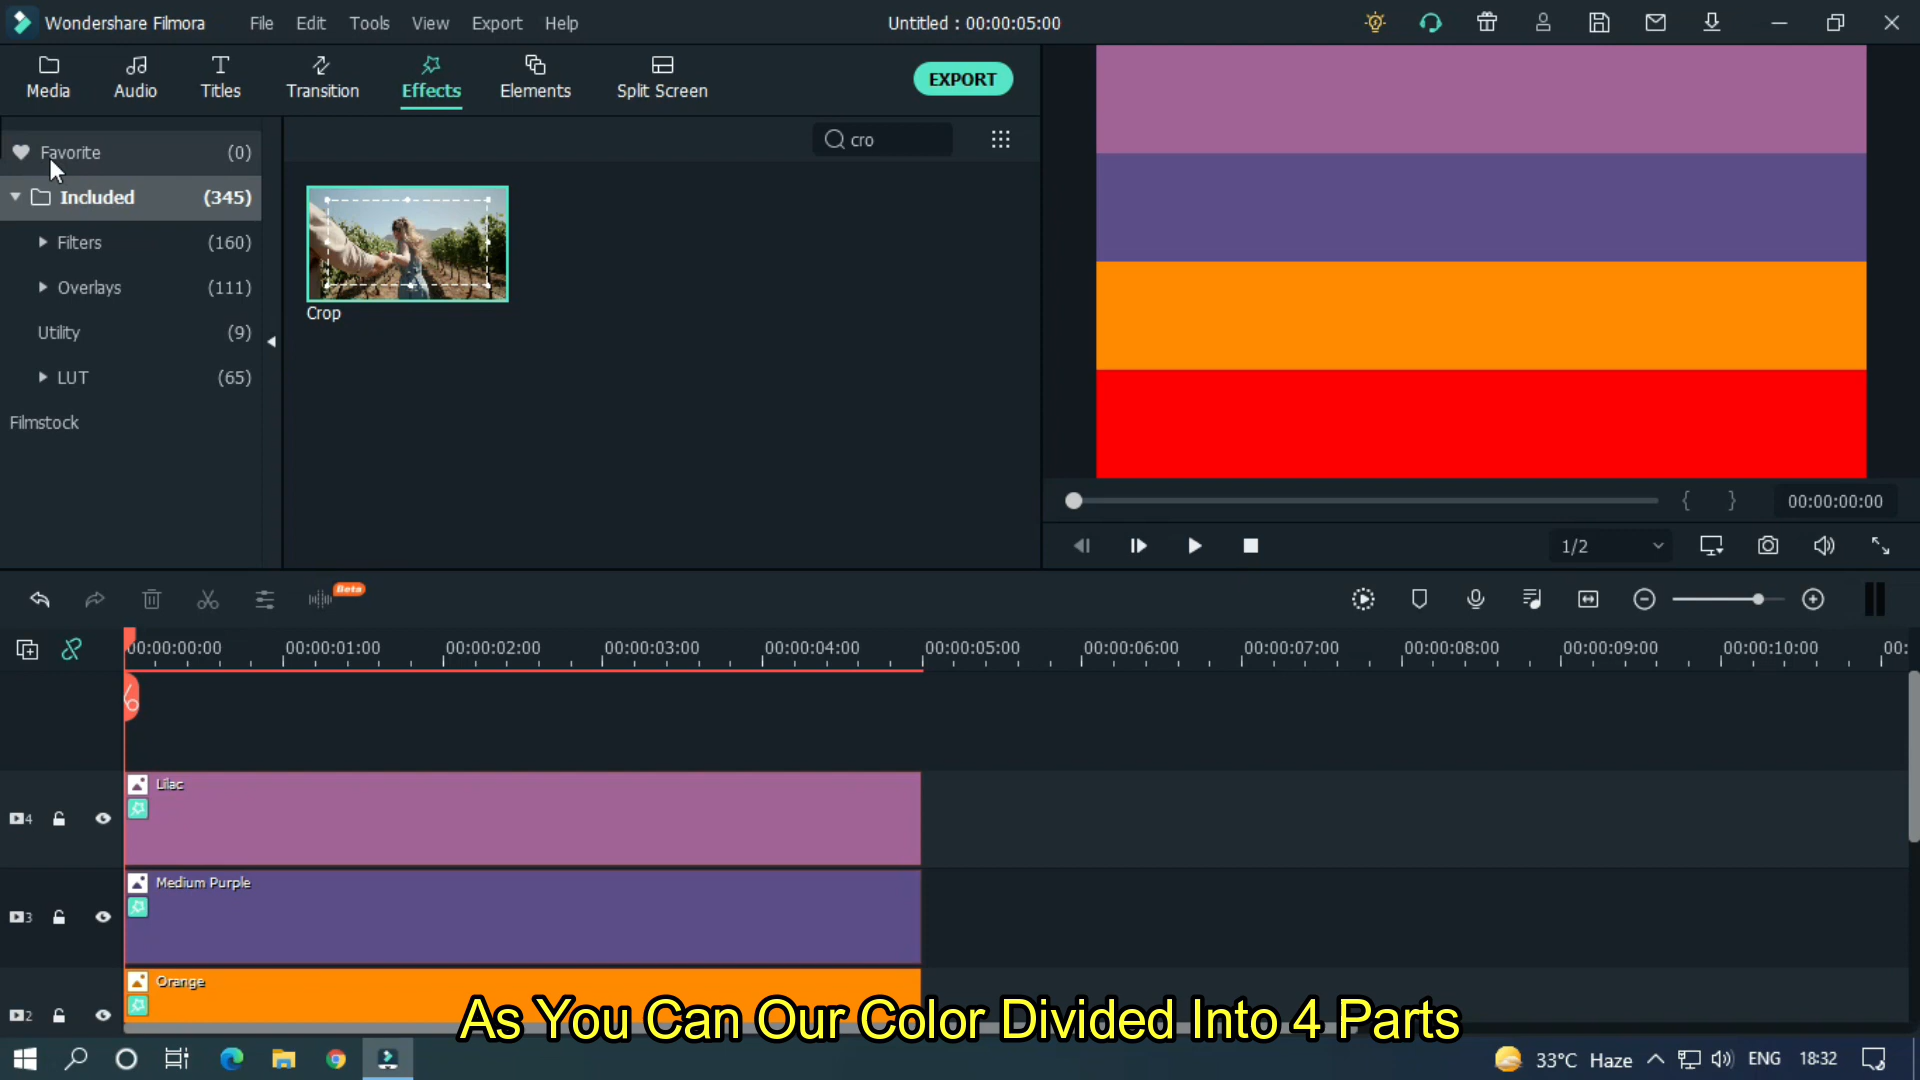 Wondershare Filmora File Edit Tools View Export Help Untitled : 00:00:05:00
Media Audio Titles Transition Effects Elements Split Screen EXPORT
Favorite (0)
cro
Included (345)
Filters (160)
Overlays (111)
Crop
Utility (9)
LUT (65)
Filmstock
{ } 00:00:00:00
1/2
Beta
00:00:00:00 00:00:01:00 00:00:02:00 00:00:03:00 00:00:04:00 00:00:05:00 00:00:06:00 00:00:07:00 00:00:08:00 00:00:09:00 00:00:10:00 00:
Lilac
4
Medium Purple
3
Orange
2
As You Can Our Color Divided Into 4 Parts
33°C Haze ENG 18:32